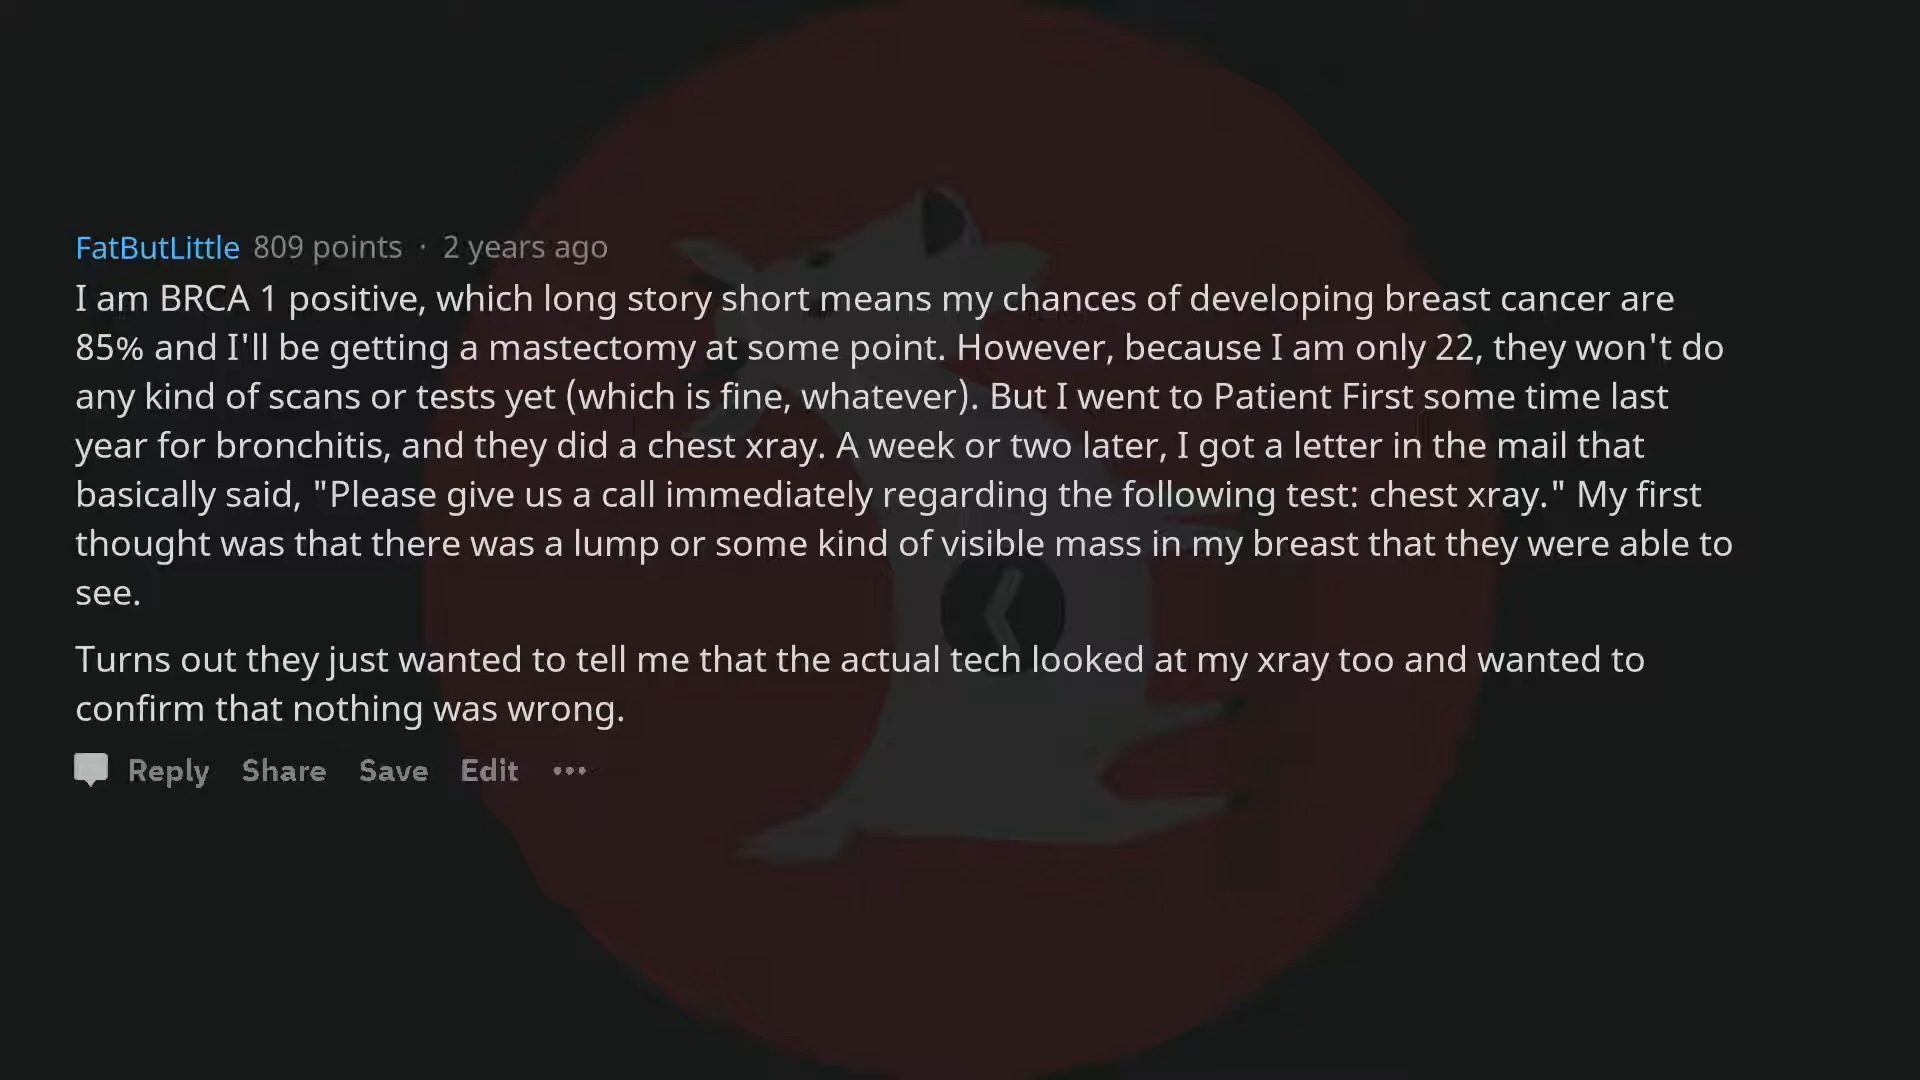 FatButLittle 809 points · 2 years ago
I am BRCA 1 positive, which long story short means my chances of developing breast cancer are
85% and I'll be getting a mastectomy at some point. However, because I am only 22, they won't do
any kind of scans or tests yet (which is fine, whatever). But I went to Patient First some time last
year for bronchitis, and they did a chest xray. A week or two later, I got a letter in the mail that
basically said, "Please give us a call immediately regarding the following test: chest xray." My first
thought was that there was a lump or some kind of visible mass in my breast that they were able to
see.
Turns out they just wanted to tell me that the actual tech looked at my xray too and wanted to
confirm that nothing was wrong.
Reply Share Save Edit •••